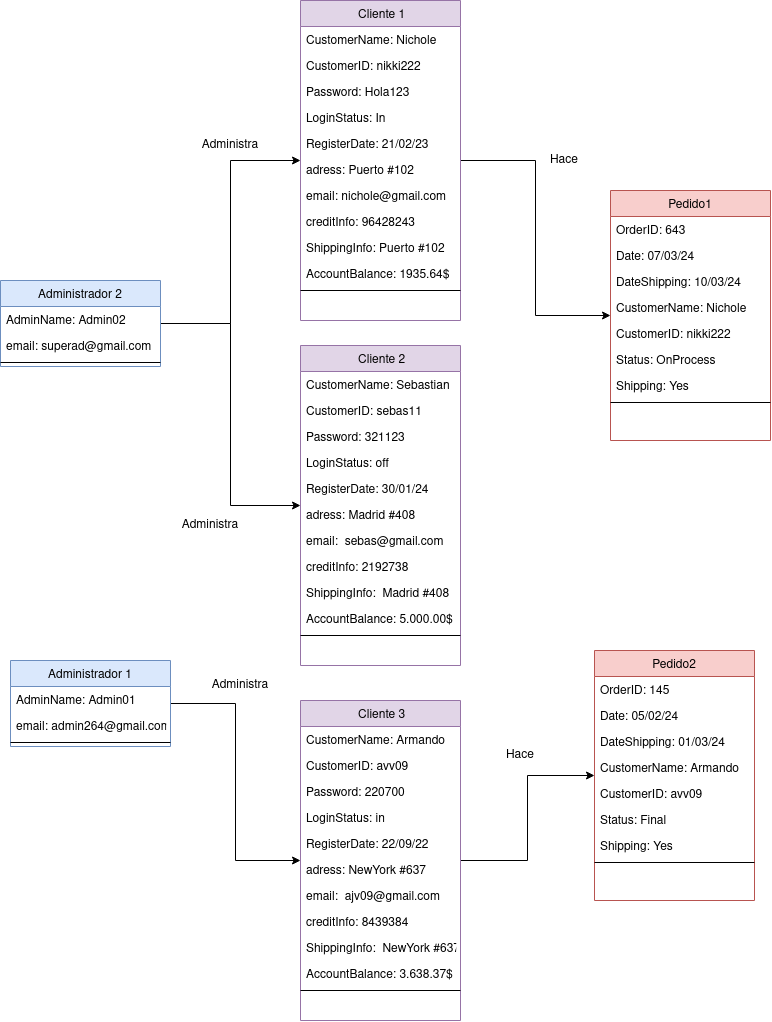 Cliente 1
CustomerName: Nichole
CustomerID: nikki222
Password: Hola123
LoginStatus: In
RegisterDate: 21/02/23
adress: Puerto #102
email: nichole@gmail.com
creditInfo: 96428243
ShippingInfo: Puerto #102
AccountBalance: 1935.64$
Administra
Hace
Pedido1
OrderID: 643
Date: 07/03/24
DateShipping: 10/03/24
CustomerName: Nichole
CustomerID: nikki222
Status: OnProcess
Shipping: Yes
Administrador 2
AdminName: Admin02
email: superad@gmail.com
Cliente 2
CustomerName: Sebastian
CustomerID: sebas11
Password: 321123
LoginStatus: off
RegisterDate: 30/01/24
adress: Madrid #408
email:  sebas@gmail.com
creditInfo: 2192738
ShippingInfo:  Madrid #408
AccountBalance: 5.000.00$
Administra
Administrador 1
AdminName: Admin01
email: admin264@gmail.com
Administra
Cliente 3
CustomerName: Armando
CustomerID: avv09
Password: 220700
LoginStatus: in
RegisterDate: 22/09/22
adress: NewYork #637
email:  ajv09@gmail.com
creditInfo: 8439384
ShippingInfo:  NewYork #637
AccountBalance: 3.638.37$
Hace
Pedido2
OrderID: 145
Date: 05/02/24
DateShipping: 01/03/24
CustomerName: Armando
CustomerID: avv09
Status: Final
Shipping: Yes